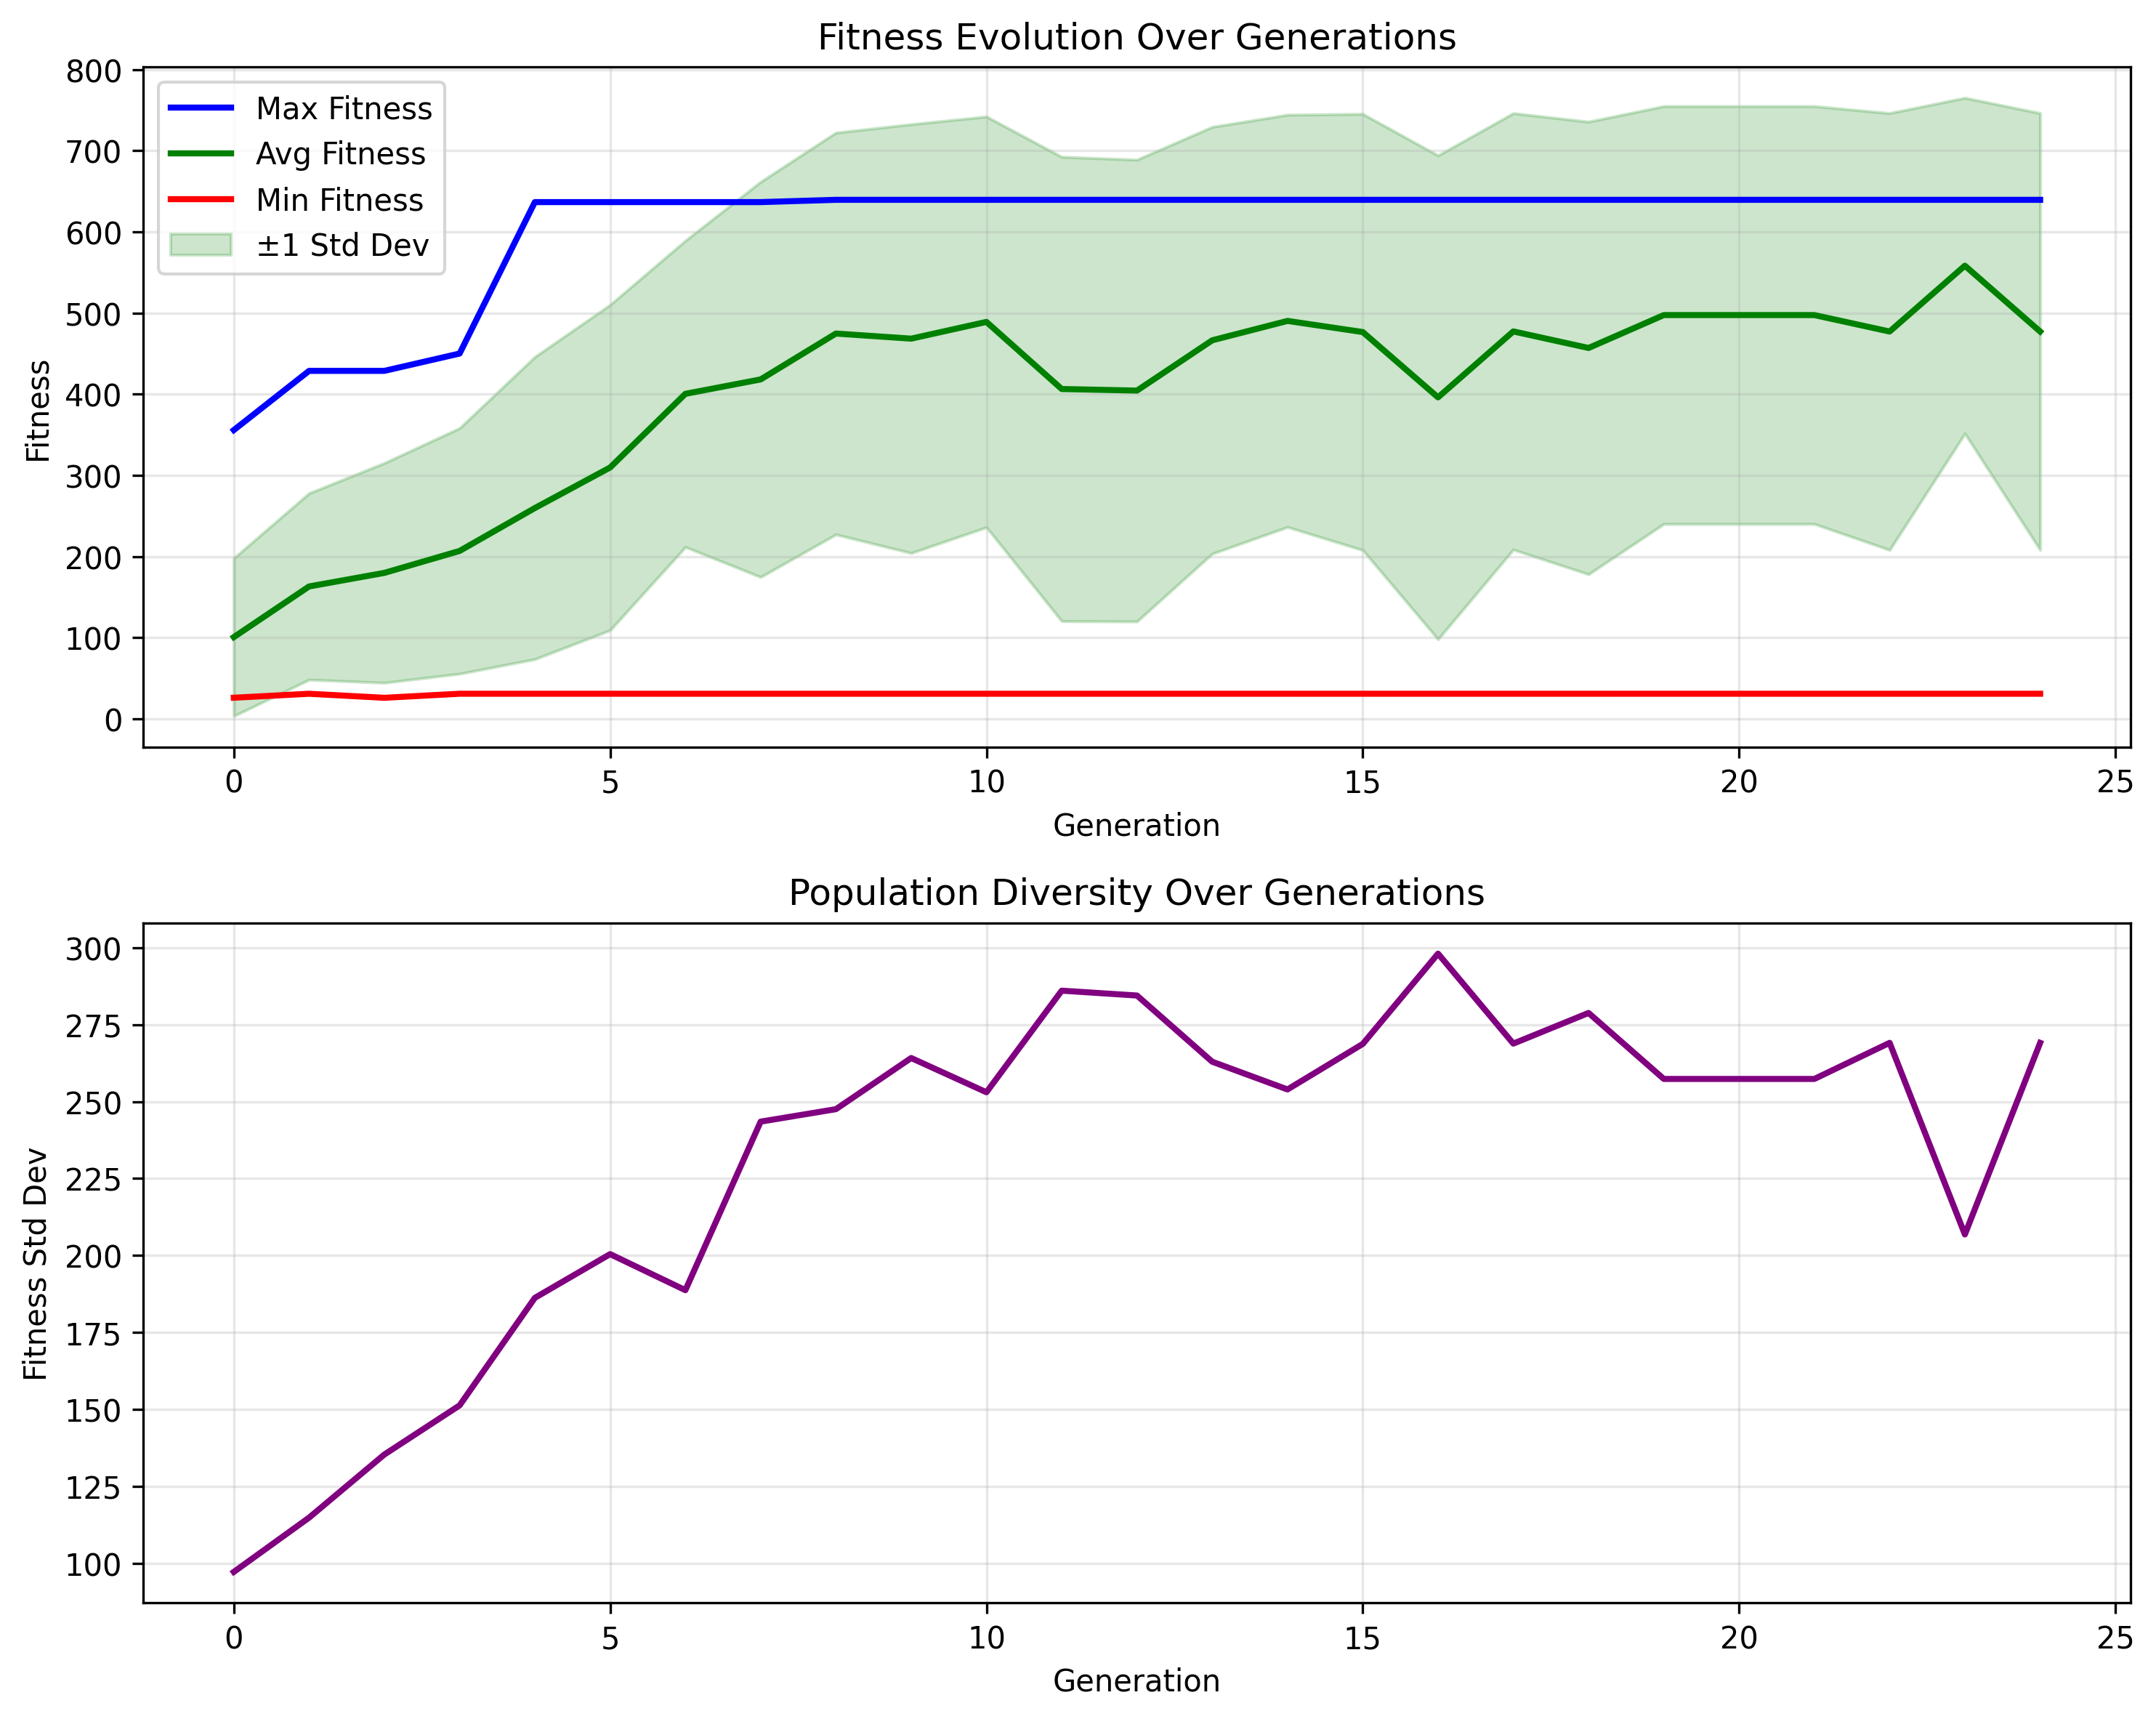 Fitness Evolution Over Generations
800
700
600
500
400
300
200
100
0
Fitness
Max Fitness
Avg Fitness
Min Fitness
±1 Std Dev
0 5 10 15 20 25
Generation
Population Diversity Over Generations
300
275
250
225
200
175
150
125
100
Fitness Std Dev
0 5 10 15 20 25
Generation